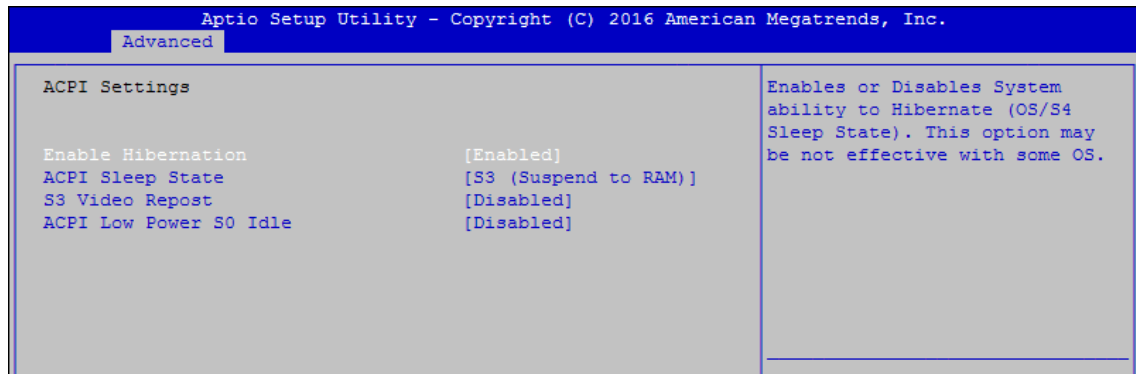 Aptio Setup Utility - Copyright (C) 2016 American Megatrends, Inc.
Advanced
ACPI Settings
Enable Hibernation [Enabled]
ACPI Sleep State [S3 (Suspend to RAM)]
S3 Video Repost [Disabled]
ACPI Low Power S0 Idle [Disabled]
Enables or Disables System
ability to Hibernate (OS/S4
Sleep State). This option may
be not effective with some OS.